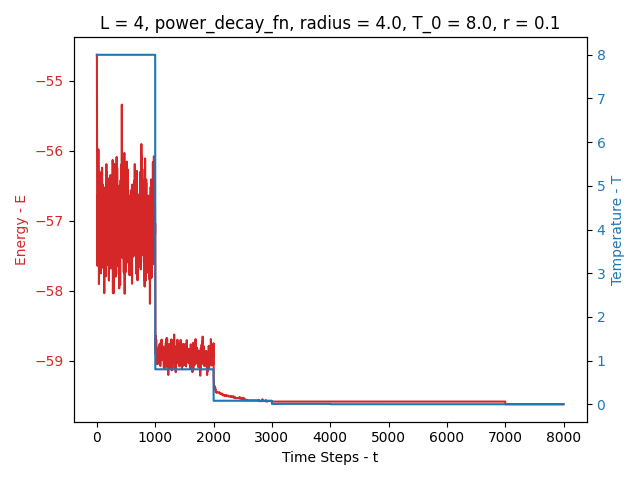 L = 4, power_decay_fn, radius = 4.0, T_0 = 8.0, r = 0.1
Energy - E
−55
−56
−57
−58
−59
8
7
6
5
4
3
2
1
0
Temperature - T
0 1000 2000 3000 4000 5000 6000 7000 8000
Time Steps - t